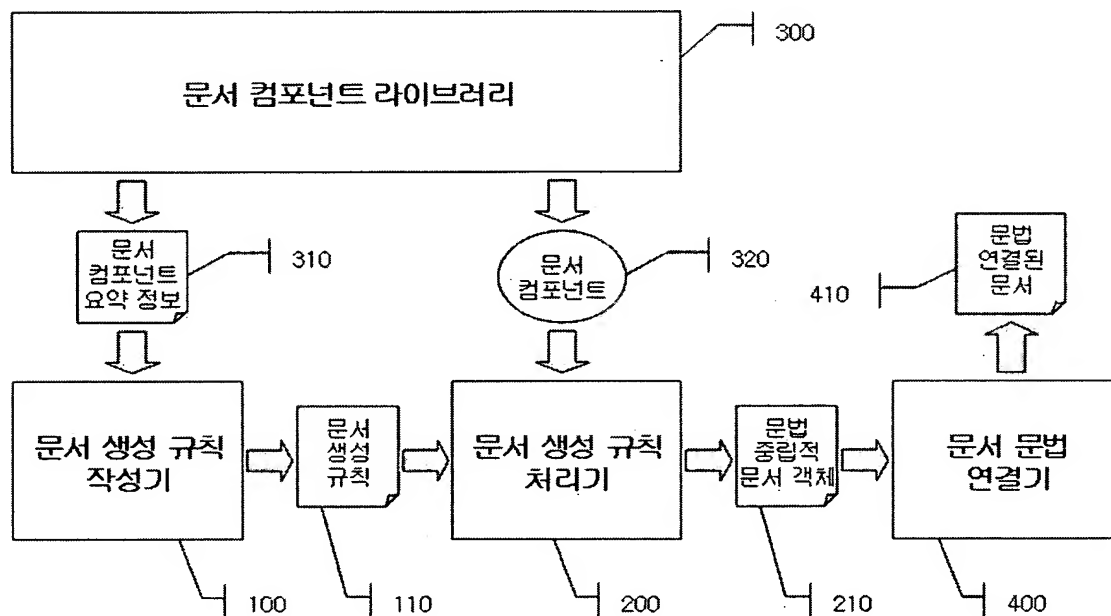 300
문서 컴포넌트 라이브러리
문서
컴포넌트
요약 정보
310
문서
컴포넌트
320
410
문법
연결된
문서
문서 생성 규칙
작성기
문서
생성
규칙
문서 생성 규칙
처리기
문법
중립적
문서 객체
문서 문법
연결기
100
110
200
210
400